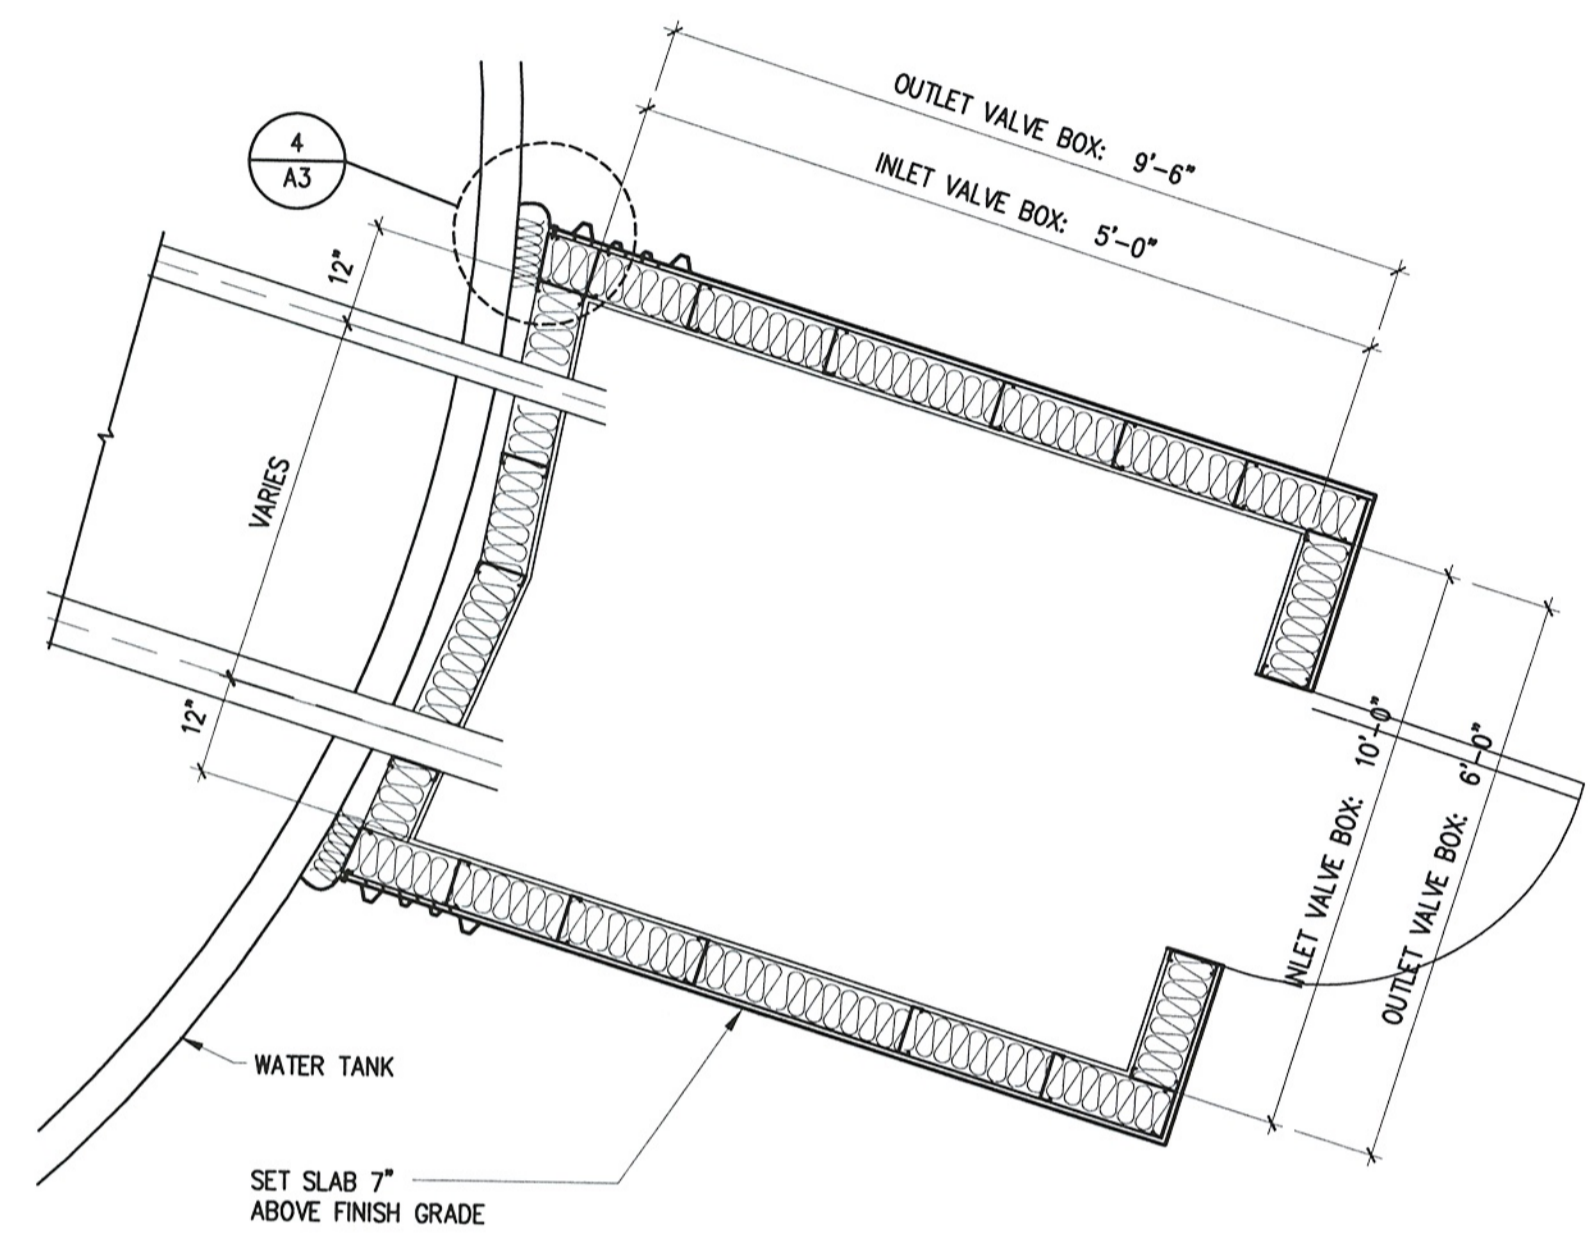 OUTLET VALVE BOX: 9'-6"
INLET VALVE BOX: 5'-0"
4
A3
12"
VARIES
12"
INLET VALVE BOX: 10'-0"
OUTLET VALVE BOX: 6'-0"
WATER TANK
SET SLAB 7"
ABOVE FINISH GRADE